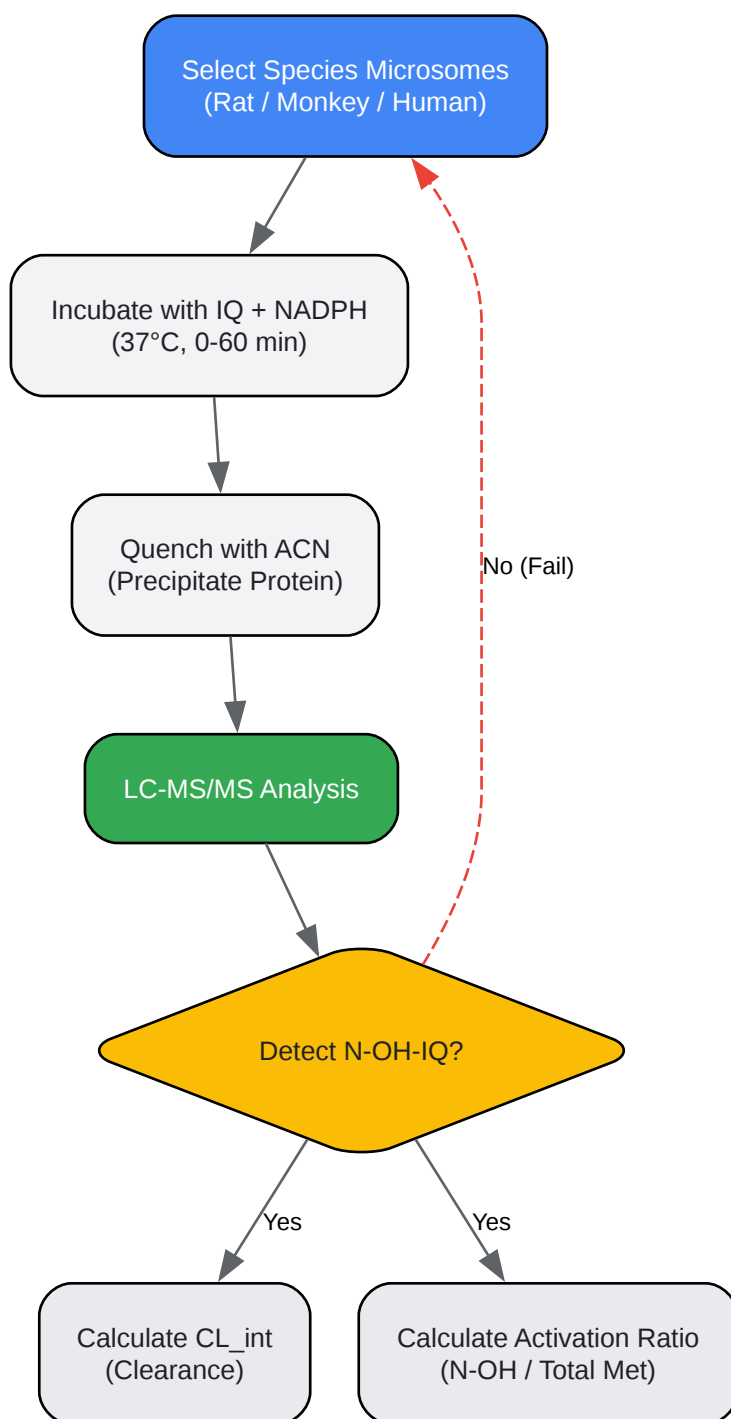 Select Species Microsomes
(Rat / Monkey / Human)
Incubate with IQ + NADPH
(37°C, 0-60 min)
Quench with ACN
(Precipitate Protein)
No (Fail)
LC-MS/MS Analysis
Detect N-OH-IQ?
Yes
Yes
Calculate CL_int
(Clearance)
Calculate Activation Ratio
(N-OH / Total Met)